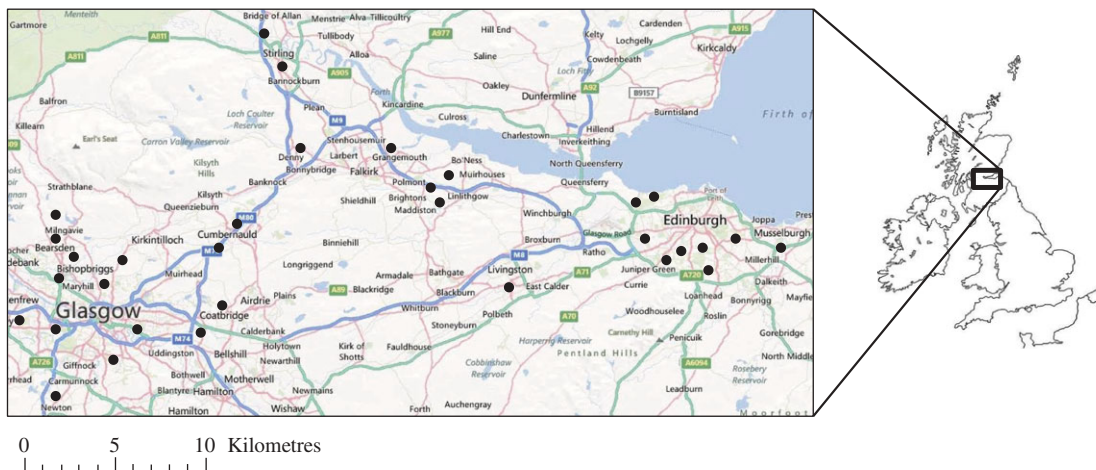 Gartmore
Menteith
A811
A811
Bridge of Allan
Menstrie
Alva
Tillicoultry
Tullibody
Stirling
Alloa
A977
Hill End
Saline
Kelty
Cowdenbeath
Cardenden
Lochgelly
A915
Kirkcaldy
A811
Bannockburn
A905
Loch Fitty
A92
Oakley
Dunfermline
B9157
Balfron
Plean
Forth
Kincardine
Burntisland
Killearn
Earl's Seat
Loch Coulter
Reservoir
M9
Culross
Charlestown
Hillend
Inverkeithing
Firth of
Carron Valley Reservoir
Stenhousemuir
Denny
Larbert
Grangemouth
Kilsyth
Hills
Bonnybridge
Falkirk
Bo'Ness
Muirhouses
North Queensferry
Strathblane
Banknock
Polmont
Queensferry
Kilsyth
Brightons
Linlithgow
Queenzieburn
Shieldhill
Maddiston
Port of
Leith
Milngavie
M80
Winchburgh
Edinburgh
Joppa
Prest
Bearsden
Kirkintilloch
Cumbernauld
Binniehill
Broxburn
Glasgow Road
Musselburgh
Bishopbriggs
Longriggend
M8
Ratho
Millerhill
Maryhill
Muirhead
Armadale
Bathgate
Livingston
A71
Juniper Green
A720
Dalkeith
Airdrie
Plains
A89
Blackburn
East Calder
Currie
Loanhead
Mayfie
Glasgow
Coatbridge
Whitburn
Polbeth
Bonnyrigg
Calderbank
Stoneyburn
A70
Woodhouselee
Roslin
M74
Holytown
Kirk of
Shotts
Fauldhouse
Harperrig Reservoir
Carnethy Hill
Penicuik
Gorebridge
A726
Giffnock
Uddingston
Bellshill
Newarthill
Cobbinshaw
Reservoir
Pentland Hills
North Middle
Carmunnock
Bothwell
Motherwell
A6094
Rosebery
Reservoir
Blantyre
Hamilton
Newmains
Leadburn
Newton
Hamilton
Wishaw
Forth
Auchengray
Moorfoot
0 5 10 Kilometres